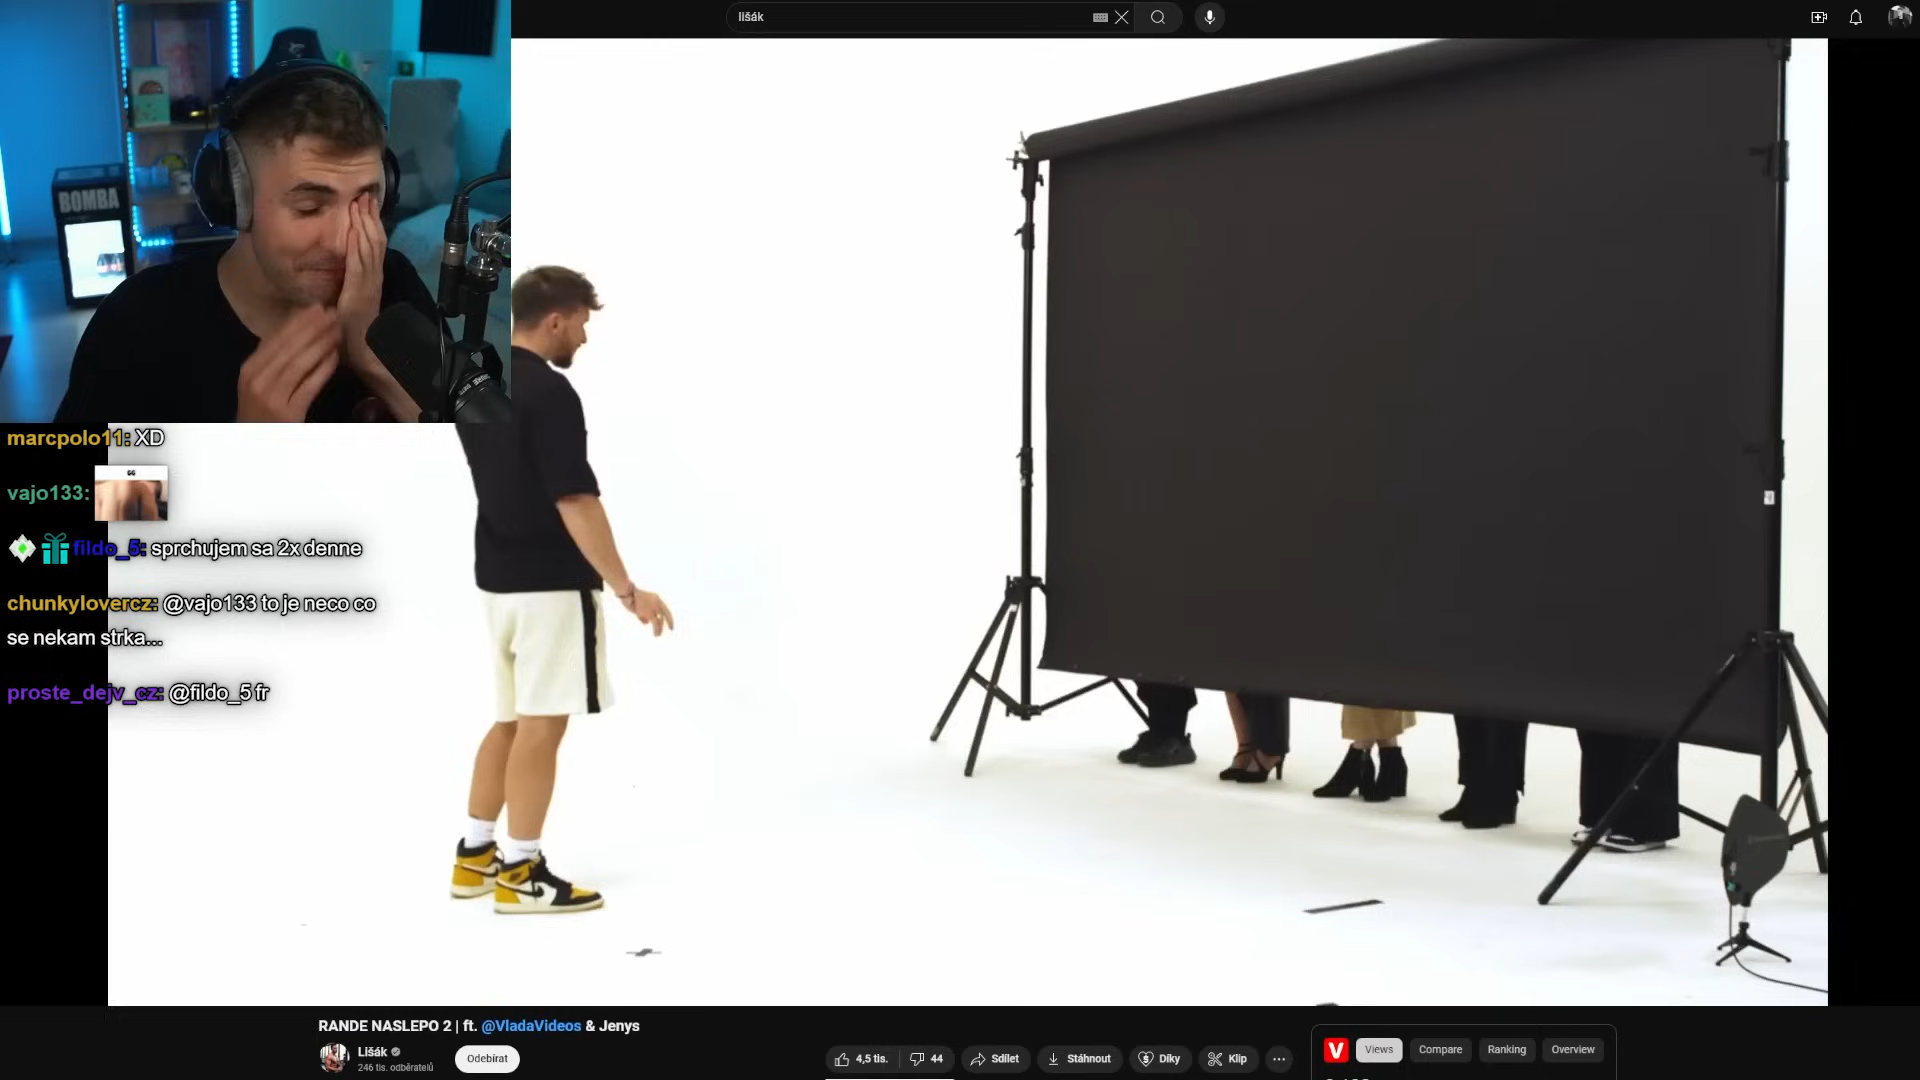 lišák
BOMBA
marcpolo11: XD
vajo133:
GG
fildo_5: sprchujem sa 2x denne
chunkylovercz: @vajo133 to je neco co
se nekam strka...
proste_dejv_cz: @fildo_5 fr
RANDE NASLEPO 2 | ft. @VladaVideos & Jenys
Lišák
246 tis. odběratelů
Odebírat
4,5 tis.
44
Sdílet
Stáhnout
Díky
Klip
Views
Compare
Ranking
Overview